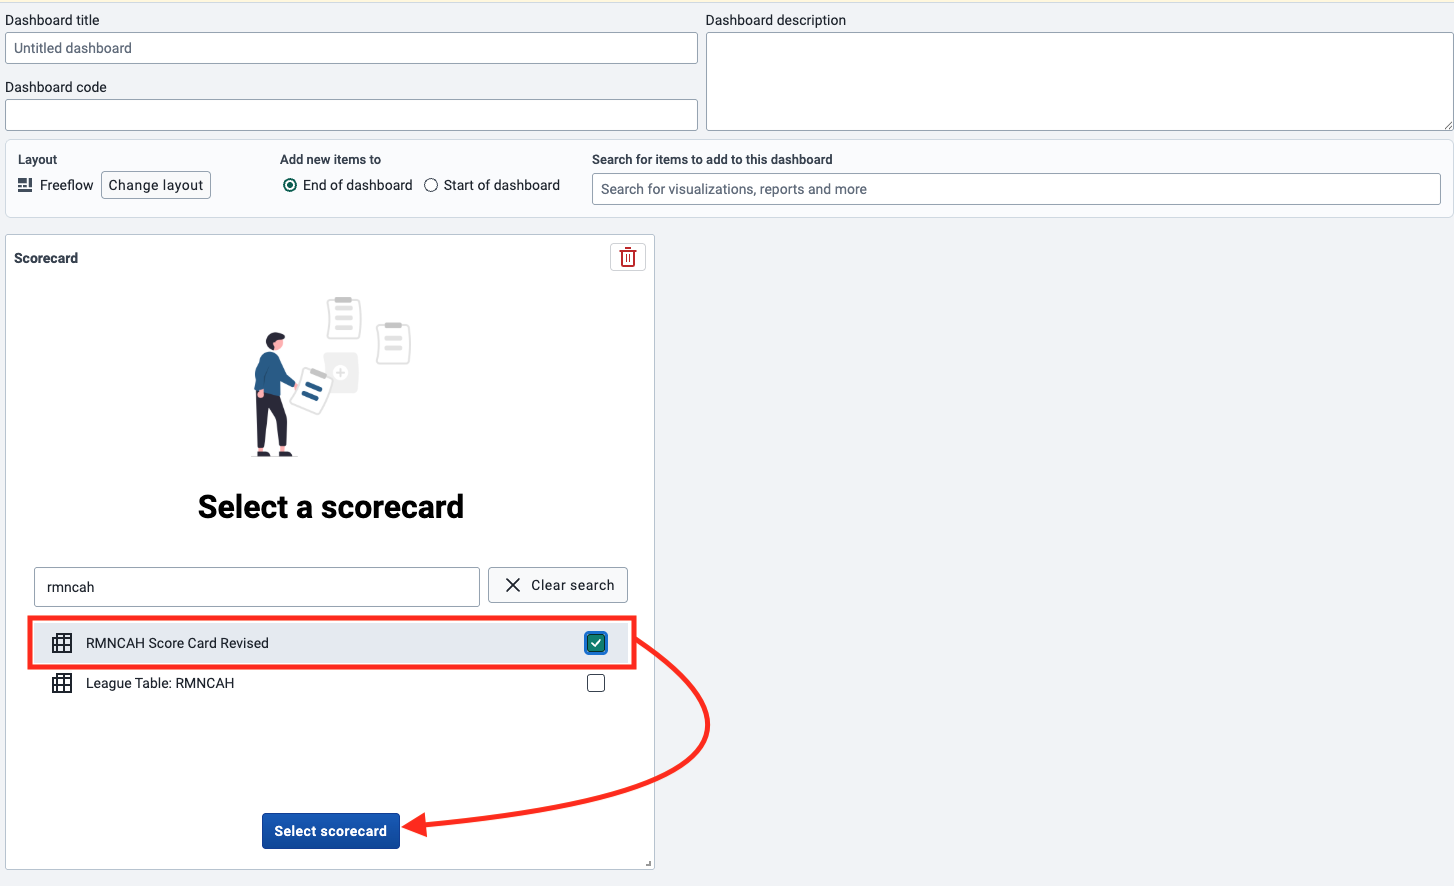 Dashboard title
Untitled dashboard
Dashboard code
Dashboard description
Layout
Freeflow
Change layout
Add new items to
End of dashboard
Start of dashboard
Search for items to add to this dashboard
Search for visualizations, reports and more
Scorecard
Select a scorecard
rmncah
Clear search
RMNCAH Score Card Revised
League Table: RMNCAH
Select scorecard